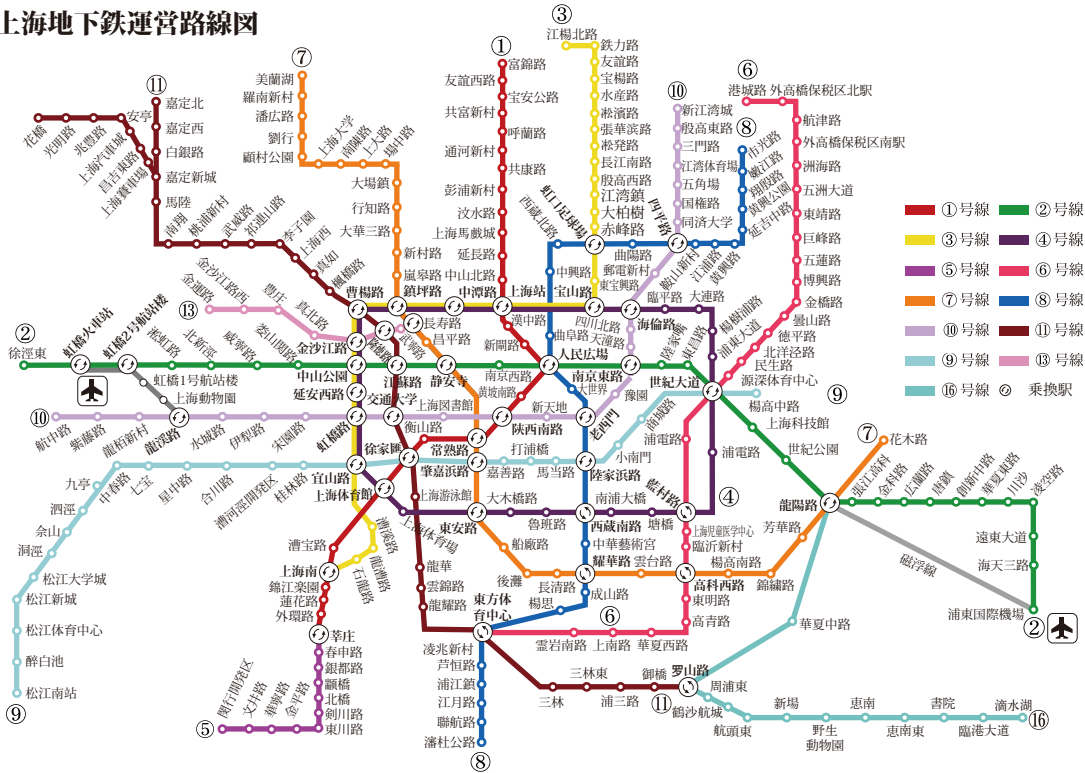 上海地下鉄運営路線図
①
富錦路
友誼西路
宝安公路
共富新村
呼蘭路
通河新村
共康路
彭浦新村
汶水路
上海馬戯城
延長路
中山北路
上海站
漢中路
新閘路
人民広場
黄坡南路
陝西南路
常熟路
衡山路
徐家匯
上海体育館
漕宝路
上海南
錦江楽園
蓮花路
外環路
莘庄
②
徐涇東
虹橋火車站
虹橋2号航站楼
淞虹路
北新涇
威寧路
娄山関路
中山公園
江蘇路
静安寺
南京西路
南京東路
陸家嘴
東昌路
世紀大道
上海科技館
世紀公園
龍陽路
張江高科
金科路
広蘭路
唐鎮
創新中路
華夏東路
川沙
凌空路
遠東大道
海天三路
浦東国際機場
②
磁浮線
③
江楊北路
鉄力路
友誼路
宝楊路
水産路
淞濱路
張華浜路
淞発路
長江南路
殷高西路
江湾鎮
大柏樹
赤峰路
虹口足球場
東宝興路
宝山路
中潭路
鎮坪路
曹楊路
金沙江路
延安西路
虹橋路
宜山路
漕溪路
龍漕路
石龍路
④
海倫路
臨平路
大連路
楊樹浦路
浦東大道
浦電路
藍村路
塘橋
南浦大橋
西蔵南路
魯班路
大木橋路
東安路
上海体育場
⑤
春申路
銀都路
顓橋
北橋
剣川路
東川路
金平路
華寧路
文井路
閔行開発区
⑥
港城路
外高橋保税区北駅
航津路
外高橋保税区南駅
洲海路
五洲大道
東靖路
巨峰路
五蓮路
博興路
金橋路
曇山路
徳平路
北洋泾路
民生路
源深体育中心
浦電路
上海児童医学中心
臨沂新村
高科西路
東明路
高青路
華夏西路
上南路
霊岩南路
東方体
育中心
⑥
⑦
美蘭湖
羅南新村
潘広路
劉行
顧村公園
上海大学
南陳路
上大路
場中路
大場鎮
行知路
大華三路
新村路
嵐皋路
長寿路
昌平路
肇嘉浜路
船廠路
後灘
長清路
耀華路
雲台路
楊高南路
錦繍路
芳華路
花木路
⑦
⑧
市光路
嫩江路
翔殷路
黄興公園
延吉中路
黄興路
江浦路
鞍山新村
四平路
曲陽路
西蔵北路
中興路
曲阜路
大世界
老西門
陸家浜路
中華藝術宮
成山路
楊思
凌兆新村
芦恒路
浦江鎮
江月路
聯航路
瀋杜公路
⑧
⑨
楊高中路
商城路
小南門
馬当路
打浦橋
嘉善路
桂林路
漕河涇開発区
合川路
星中路
七宝
中春路
九亭
泗涇
佘山
洞涇
松江大学城
松江新城
松江体育中心
酔白池
松江南站
⑨
⑩
新江湾城
殷高東路
三門路
江湾体育場
五角場
国権路
同済大学
郵電新村
四川北路
天潼路
豫園
新天地
上海図書館
交通大学
宋園路
伊犁路
水城路
龍溪路
龍柏新村
紫藤路
航中路
⑩
上海動物園
虹橋1号航站楼
⑪
嘉定北
嘉定西
白銀路
嘉定新城
馬陸
安亭
兆豊路
光明路
花橋
上海汽車城
昌吉東路
上海賽車場
南翔
桃浦新村
武威路
祁連山路
李子園
上海西
真如
楓橋路
隆徳路
上海游泳館
龍華
雲錦路
龍耀路
三林
三林東
浦三路
御橋
罗山路
⑪
⑬
金運路
金沙江路西
豊庄
真北路
武寧路
⑯
華夏中路
周浦東
鶴沙航城
航頭東
新場
野生
動物園
恵南
恵南東
書院
臨港大道
滴水湖
①号線 ②号線
③号線 ④号線
⑤号線 ⑥号線
⑦号線 ⑧号線
⑩号線 ⑪号線
⑨号線 ⑬号線
⑯号線 乗換駅